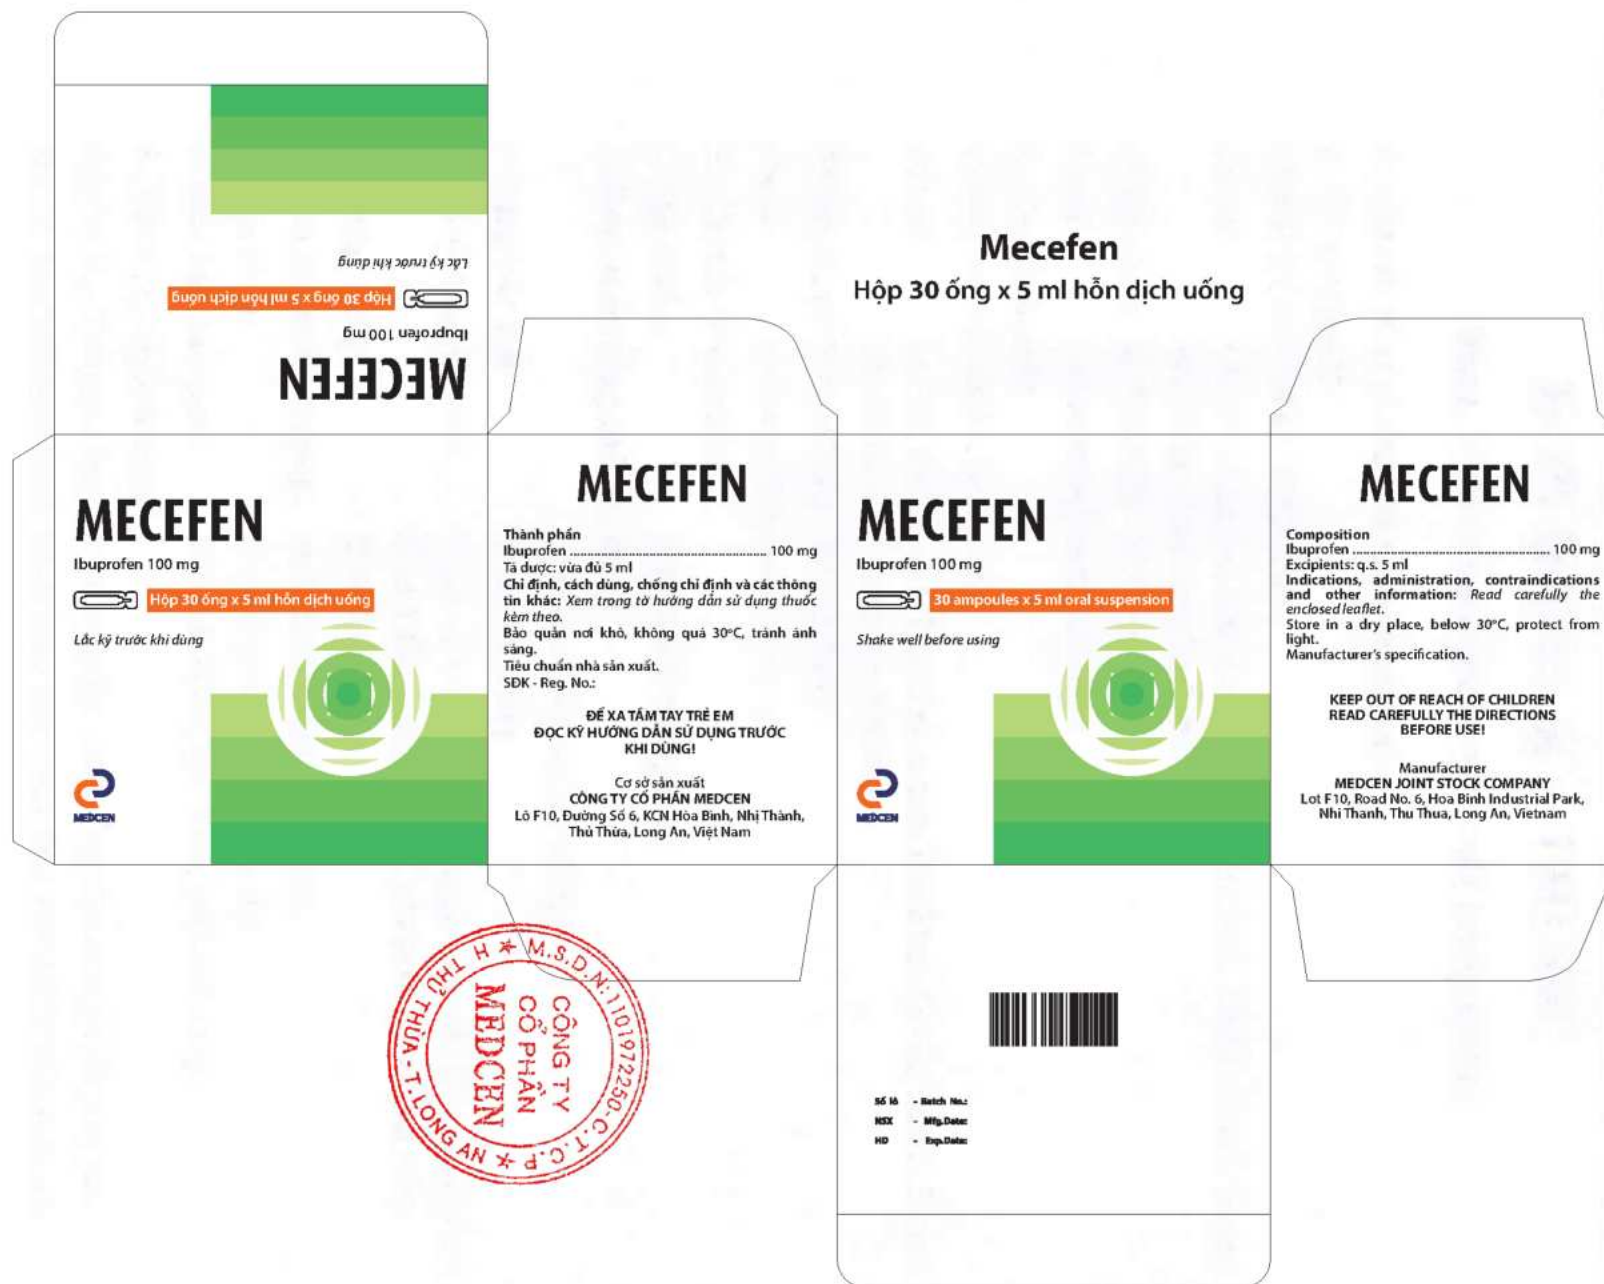 Mecefen
Hộp 30 ống x 5 ml hỗn dịch uống
MECEFEN
Ibuprofen 100 mg
Hộp 30 ống x 5 ml hỗn dịch uống
Lắc kỹ trước khi dùng
MECEFEN
Ibuprofen 100 mg
Hộp 30 ống x 5 ml hỗn dịch uống
Lắc kỹ trước khi dùng
MEDCEN
MECEFEN
Thành phần
Ibuprofen ........................................................ 100 mg
Tá dược: vừa đủ 5 ml
Chỉ định, cách dùng, chống chỉ định và các thông
tin khác: Xem trong tờ hướng dẫn sử dụng thuốc
kèm theo.
Bảo quản nơi khô, không quá 30°C, tránh ánh
sáng.
Tiêu chuẩn nhà sản xuất.
SĐK - Reg. No.:
ĐỂ XA TẦM TAY TRẺ EM
ĐỌC KỸ HƯỚNG DẪN SỬ DỤNG TRƯỚC
KHI DÙNG!
Cơ sở sản xuất
CÔNG TY CỔ PHẦN MEDCEN
Lô F10, Đường Số 6, KCN Hòa Bình, Nhị Thành,
Thủ Thừa, Long An, Việt Nam
MECEFEN
Ibuprofen 100 mg
30 ampoules x 5 ml oral suspension
Shake well before using
MEDCEN
MECEFEN
Composition
Ibuprofen ........................................................ 100 mg
Excipients: q.s. 5 ml
Indications, administration, contraindications
and other information: Read carefully the
enclosed leaflet.
Store in a dry place, below 30°C, protect from
light.
Manufacturer's specification.
KEEP OUT OF REACH OF CHILDREN
READ CAREFULLY THE DIRECTIONS
BEFORE USE!
Manufacturer
MEDCEN JOINT STOCK COMPANY
Lot F10, Road No. 6, Hoa Binh Industrial Park,
Nhi Thanh, Thu Thua, Long An, Vietnam
M.S.D.N:1101972250-C.T.C.P
H THỦ THỪA - T.LONG AN
CÔNG TY
CỔ PHẦN
MEDCEN
Số lô - Batch No.:
NSX - Mfg.Date:
HD - Exp.Date: